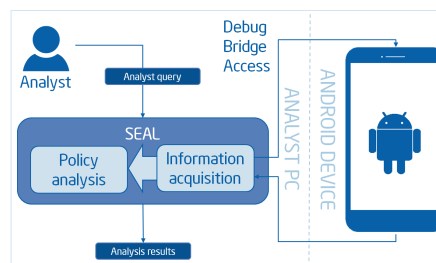 Analyst
Analyst query
Debug
Bridge
Access
SEAL
Policy
analysis
Information
acquisition
ANALYST PC
ANDROID DEVICE
Analysis results